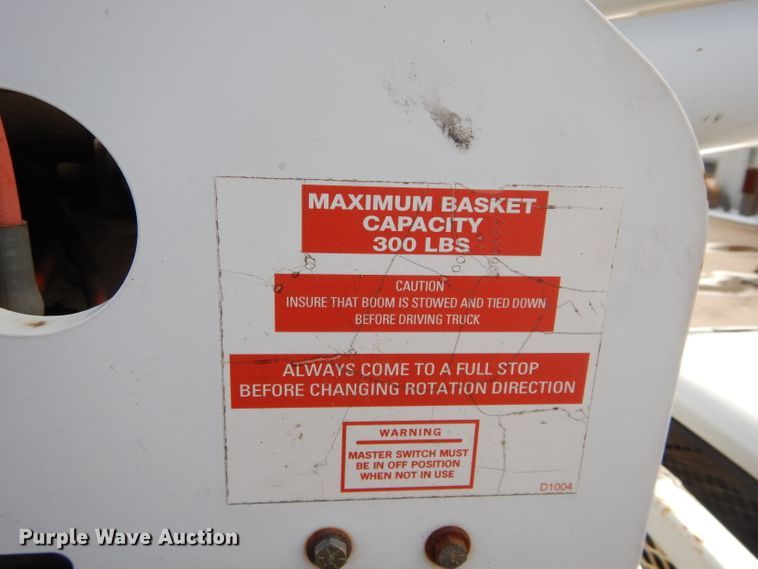 MAXIMUM BASKET
CAPACITY
300 LBS
CAUTION
INSURE THAT BOOM IS STOWED AND TIED DOWN
BEFORE DRIVING TRUCK
ALWAYS COME TO A FULL STOP
BEFORE CHANGING ROTATION DIRECTION
WARNING
MASTER SWITCH MUST
BE IN OFF POSITION
WHEN NOT IN USE
D1004
Purple Wave Auction